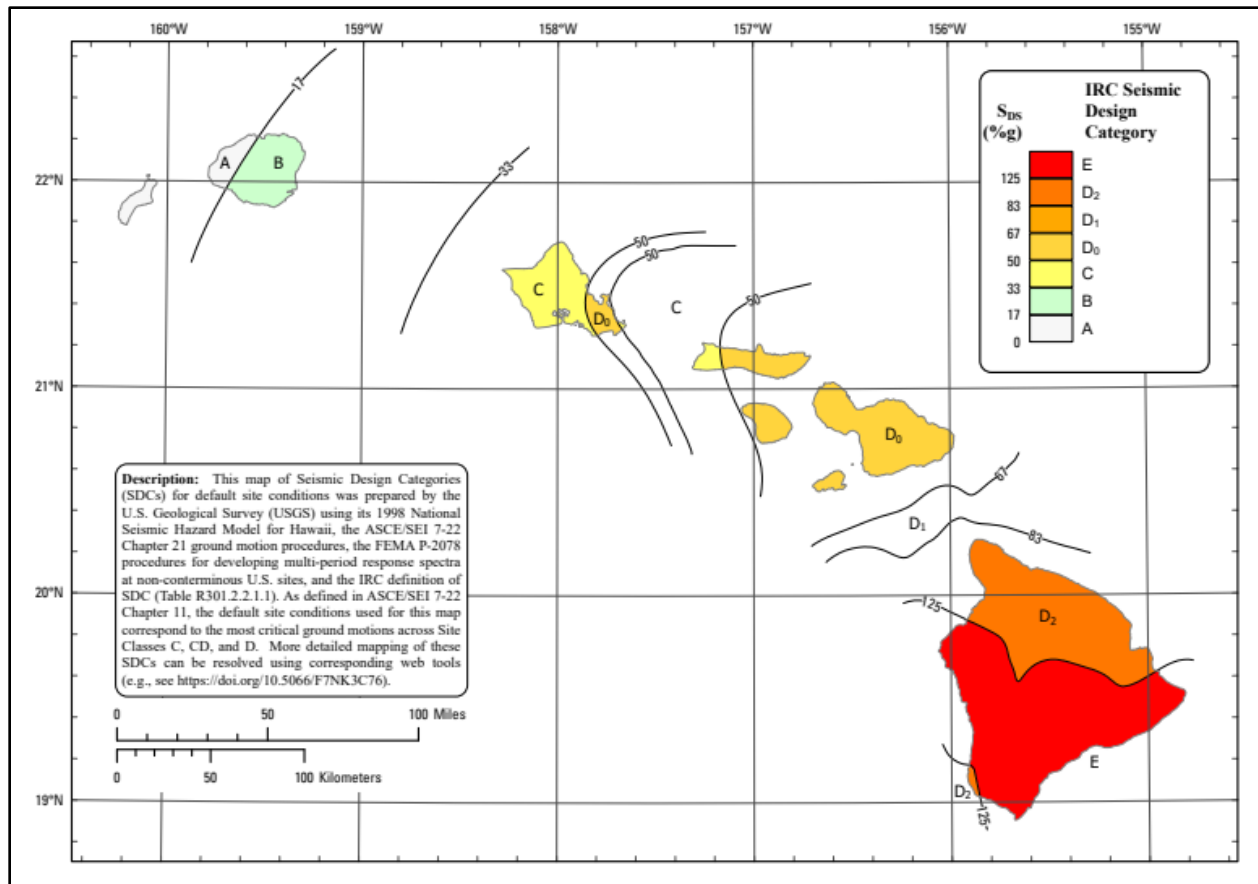 160°W 159°W 158°W 157°W 156°W 155°W
22°N
21°N
20°N
19°N
17
33
50
50
50
67
83
125
125
A
B
C
D₀
C
D₀
D₁
D₂
E
D₂
IRC Seismic
Design
Category
S_DS
(%g)
E
125
D₂
83
D₁
67
D₀
50
C
33
B
17
A
0
Description: This map of Seismic Design Categories
(SDCs) for default site conditions was prepared by the
U.S. Geological Survey (USGS) using its 1998 National
Seismic Hazard Model for Hawaii, the ASCE/SEI 7-22
Chapter 21 ground motion procedures, the FEMA P-2078
procedures for developing multi-period response spectra
at non-conterminous U.S. sites, and the IRC definition of
SDC (Table R301.2.2.1.1). As defined in ASCE/SEI 7-22
Chapter 11, the default site conditions used for this map
correspond to the most critical ground motions across Site
Classes C, CD, and D. More detailed mapping of these
SDCs can be resolved using corresponding web tools
(e.g., see https://doi.org/10.5066/F7NK3C76).
0 50 100 Miles
0 50 100 Kilometers